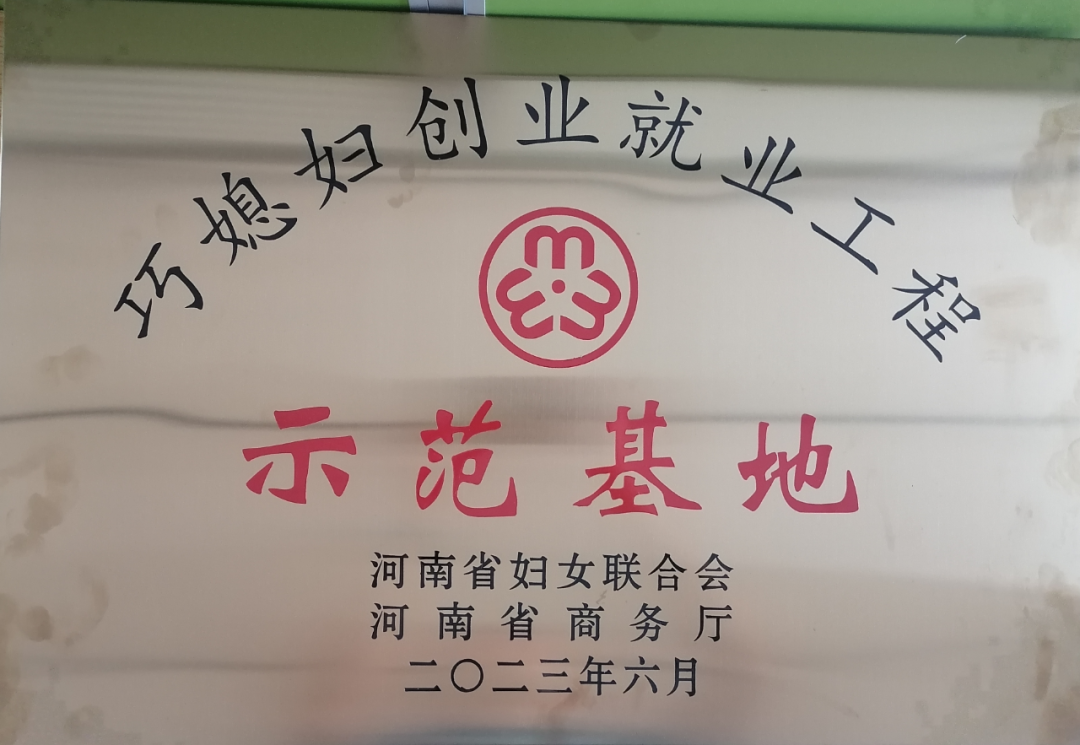 巧媳妇创业就业工程
示范基地
河南省妇女联合会
河南省商务厅
二〇二三年六月